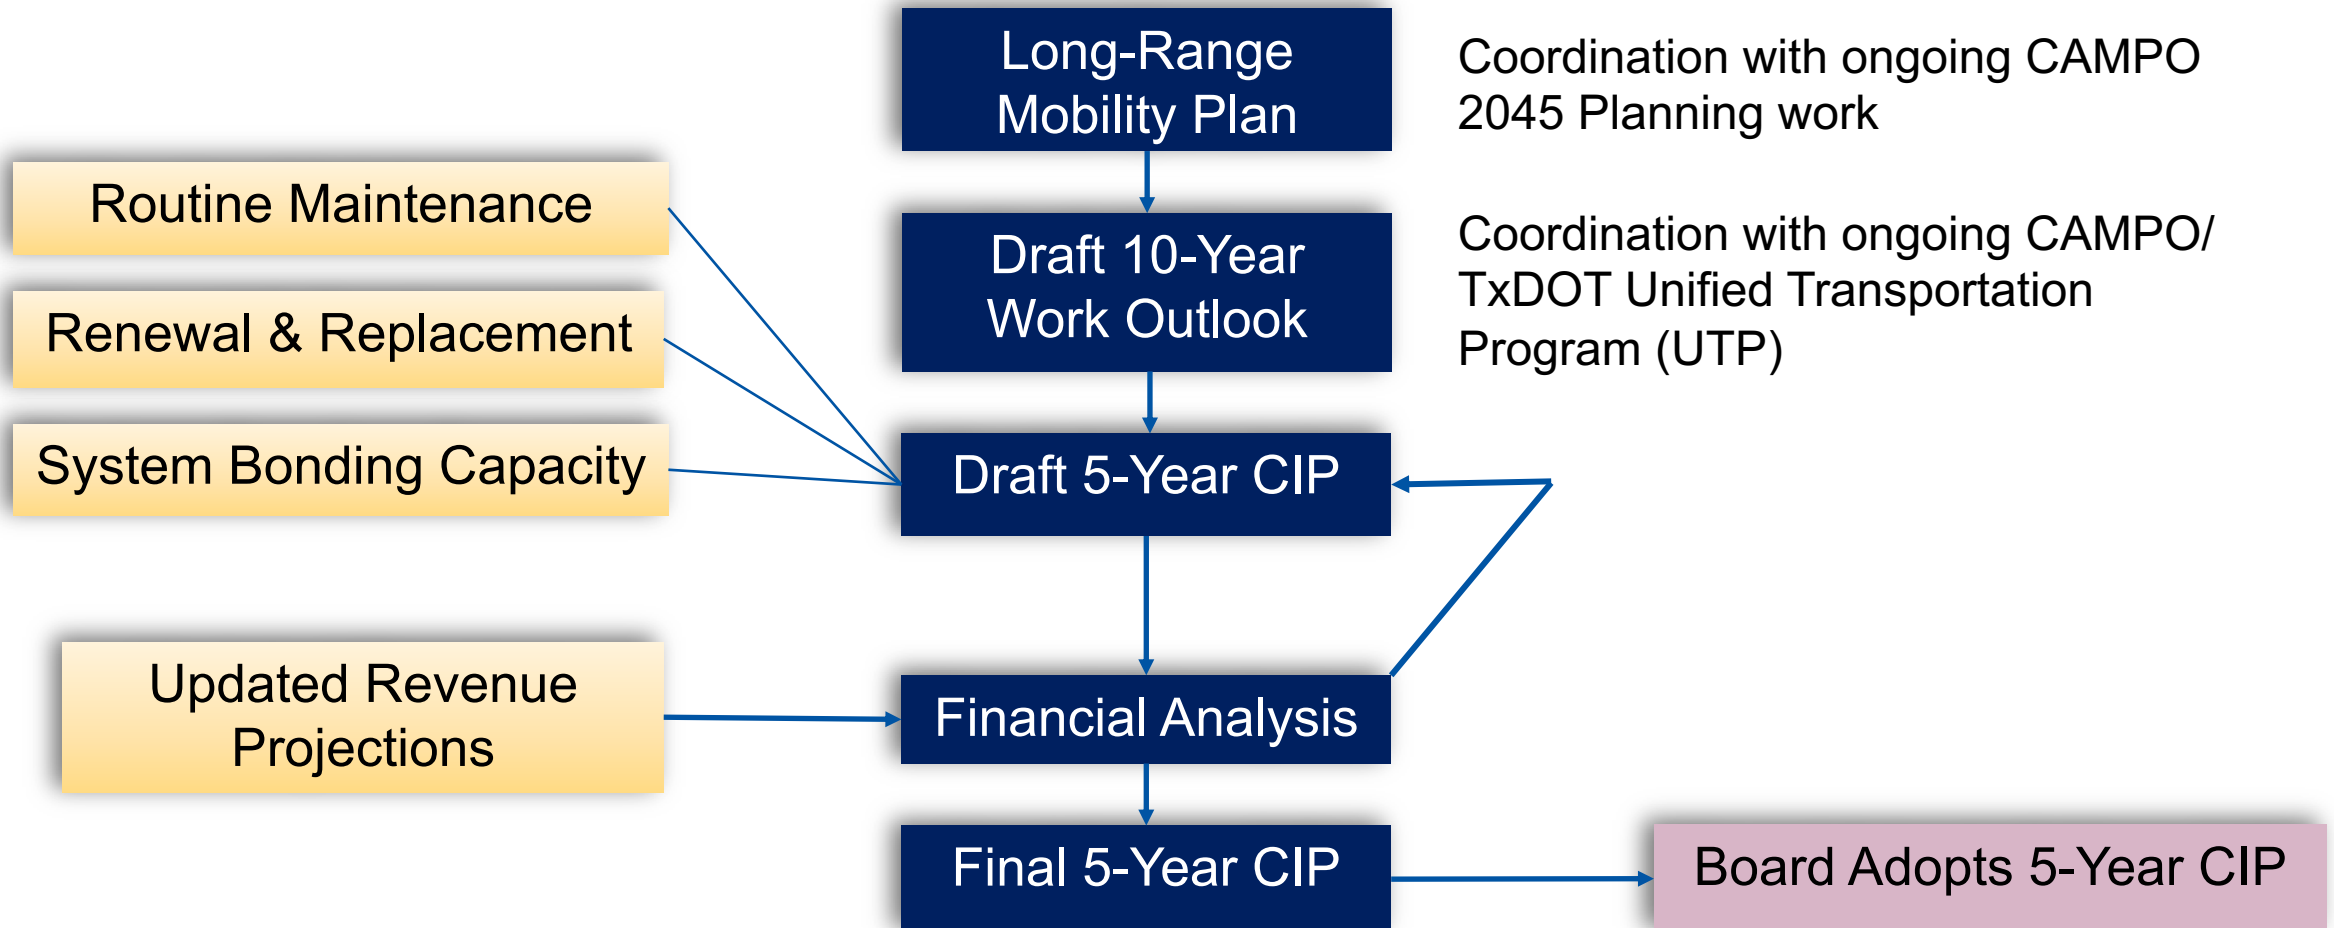 Long-Range
Mobility Plan
Coordination with ongoing CAMPO
2045 Planning work
Routine Maintenance
Draft 10-Year
Work Outlook
Coordination with ongoing CAMPO/
TxDOT Unified Transportation
Program (UTP)
Renewal & Replacement
System Bonding Capacity
Draft 5-Year CIP
Updated Revenue
Projections
Financial Analysis
Final 5-Year CIP
Board Adopts 5-Year CIP